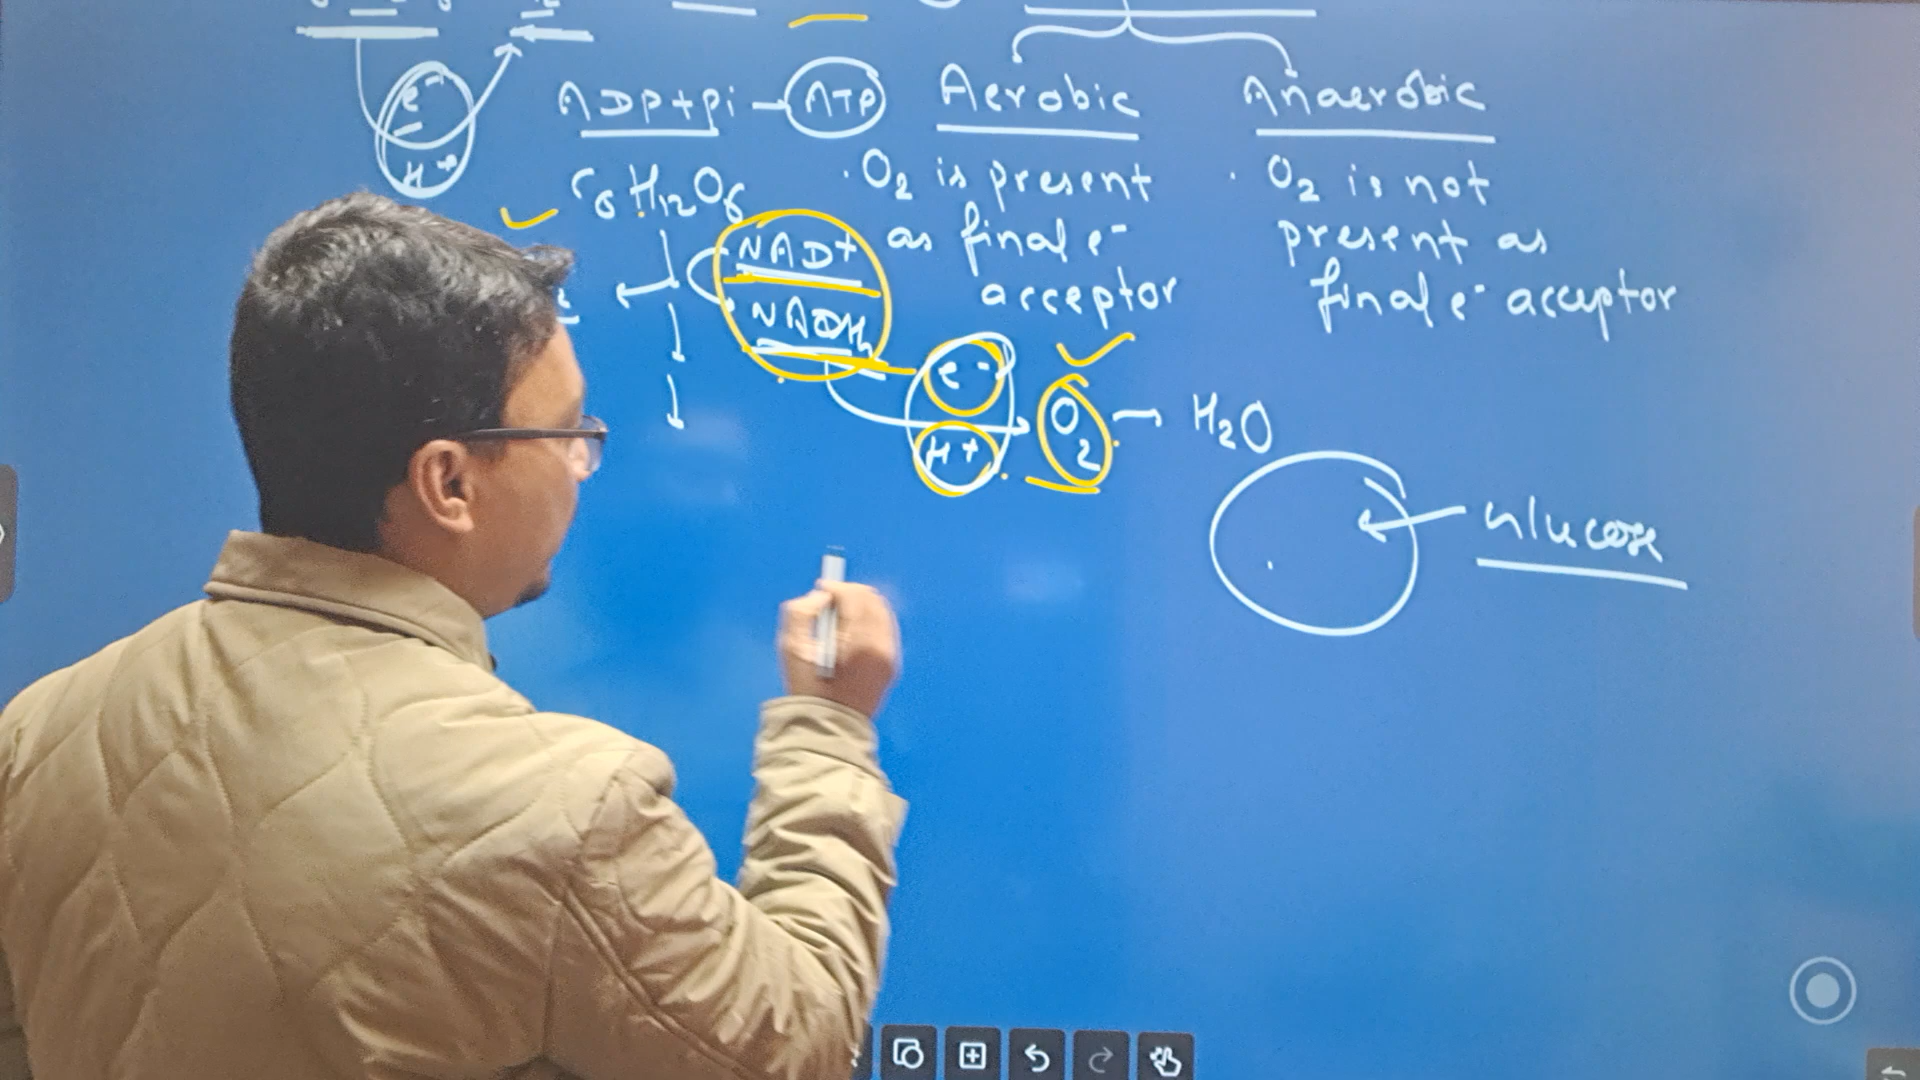 e-
H+
ADP+Pi → ATP
C6H12O6
NAD+
NADH
e-
H+
O2 → H2O
Aerobic
. O2 is present
as final e-
acceptor
Anaerobic
. O2 is not
present as
final e- acceptor
Glucose